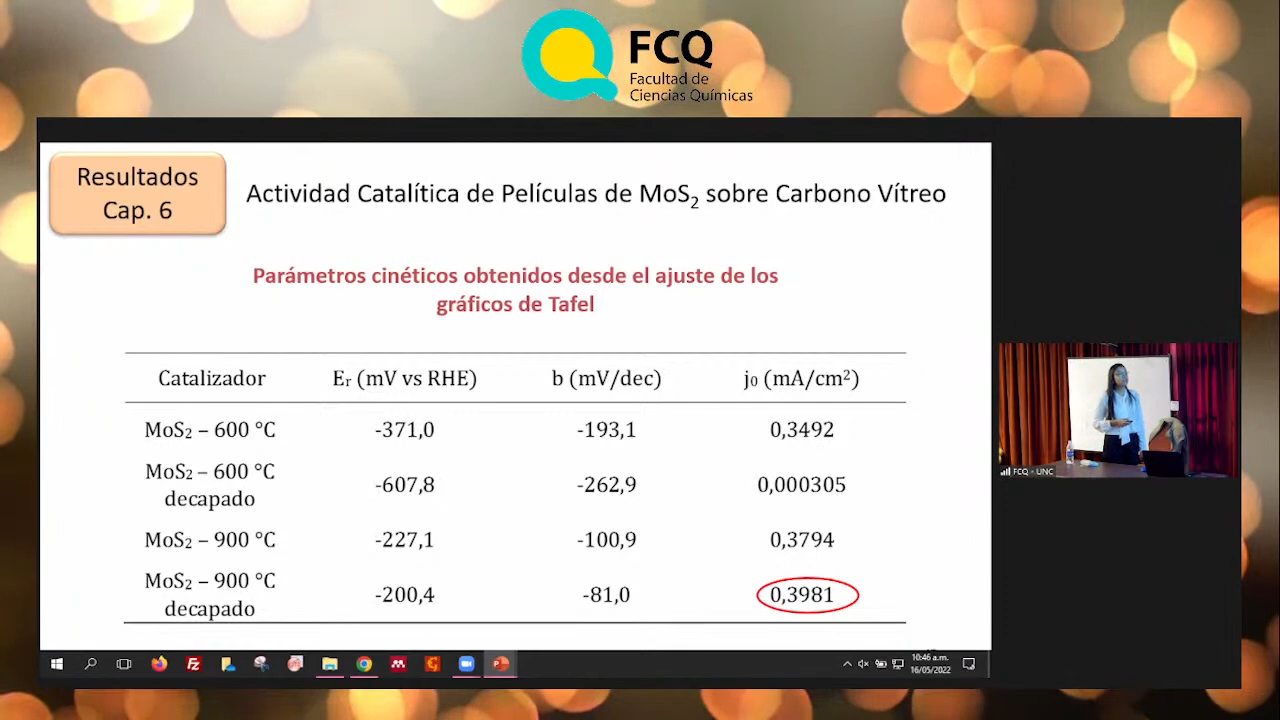 FCQ
Facultad de
Ciencias Químicas
Resultados
Cap. 6
Actividad Catalítica de Películas de MoS₂ sobre Carbono Vítreo
Parámetros cinéticos obtenidos desde el ajuste de los
gráficos de Tafel
Catalizador Eᵣ (mV vs RHE) b (mV/dec) j₀ (mA/cm²)
MoS₂ – 600 °C -371,0 -193,1 0,3492
MoS₂ – 600 °C
decapado -607,8 -262,9 0,000305
MoS₂ – 900 °C -227,1 -100,9 0,3794
MoS₂ – 900 °C
decapado -200,4 -81,0 0,3981
FCQ - UNC
10:46 a.m.
16/05/2022